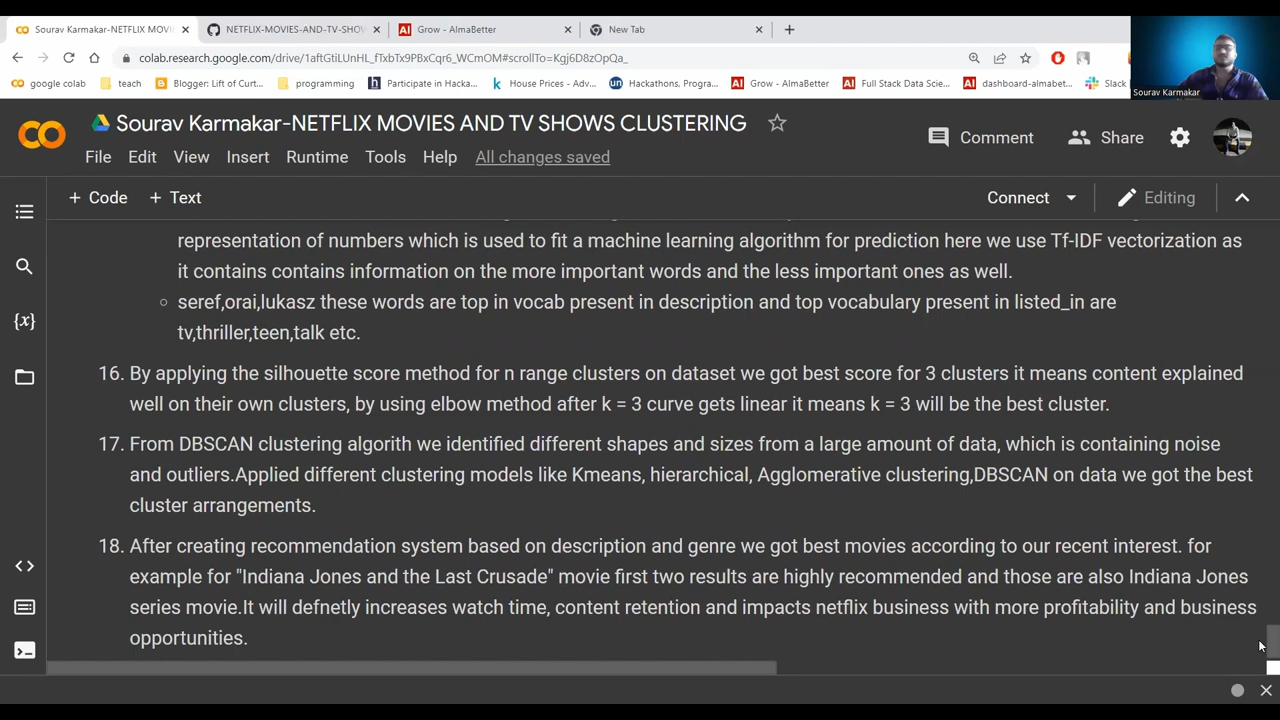 Sourav Karmakar-NETFLIX MOVI
NETFLIX-MOVIES-AND-TV-SHOW
AI Grow - AlmaBetter
New Tab
colab.research.google.com/drive/1aftGtiLUtUtL_fTxbTx9PBxCqr6_WCmOM#scrollTo=Kgj6D8zOpQa_
google colab teach Blogger: Lift of Curt... programming Participate in Hacka... House Prices - Adv... un Hackathons, Progra... AI Grow - AlmaBetter Full Stack Data Scie... AI dashboard-almabet... Slack
Sourav Karmakar
Sourav Karmakar-NETFLIX MOVIES AND TV SHOWS CLUSTERING
File Edit View Insert Runtime Tools Help All changes saved
Comment Share
+ Code + Text
Connect Editing
representation of numbers which is used to fit a machine learning algorithm for prediction here we use Tf-IDF vectorization as
it contains contains information on the more important words and the less important ones as well.
seref,orai,lukasz these words are top in vocab present in description and top vocabulary present in listed_in are
tv,thriller,teen,talk etc.
16. By applying the silhouette score method for n range clusters on dataset we got best score for 3 clusters it means content explained
well on their own clusters, by using elbow method after k = 3 curve gets linear it means k = 3 will be the best cluster.
17. From DBSCAN clustering algorith we identified different shapes and sizes from a large amount of data, which is containing noise
and outliers.Applied different clustering models like Kmeans, hierarchical, Agglomerative clustering,DBSCAN on data we got the best
cluster arrangements.
18. After creating recommendation system based on description and genre we got best movies according to our recent interest. for
example for "Indiana Jones and the Last Crusade" movie first two results are highly recommended and those are also Indiana Jones
series movie.It will defnetly increases watch time, content retention and impacts netflix business with more profitability and business
opportunities.